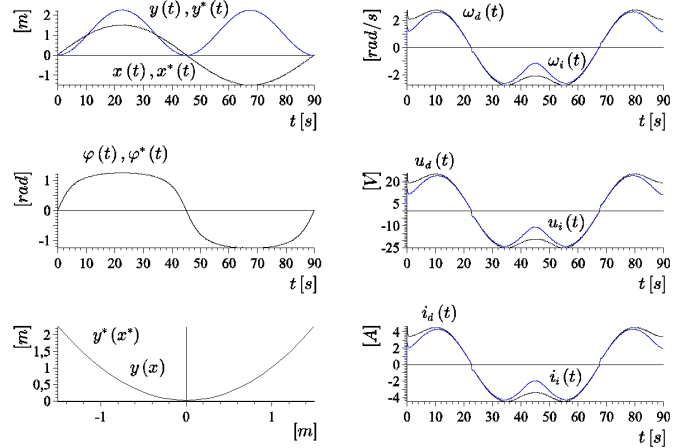 [m]
y(t), y*(t)
2
1
0
-1
x(t), x*(t)
0 10 20 30 40 50 60 70 80 90
t [s]
[rad/s]
ω_d(t)
2
0
-2
ω_i(t)
0 10 20 30 40 50 60 70 80 90
t [s]
[rad]
φ(t), φ*(t)
1
0
-1
0 10 20 30 40 50 60 70 80 90
t [s]
[V]
u_d(t)
20
5
-10
-25
u_i(t)
0 10 20 30 40 50 60 70 80 90
t [s]
[m]
y*(x*)
y(x)
2
1,5
1
0,5
0
-1 0 1
[m]
[A]
i_d(t)
4
2
0
-2
-4
i_i(t)
0 10 20 30 40 50 60 70 80 90
t [s]